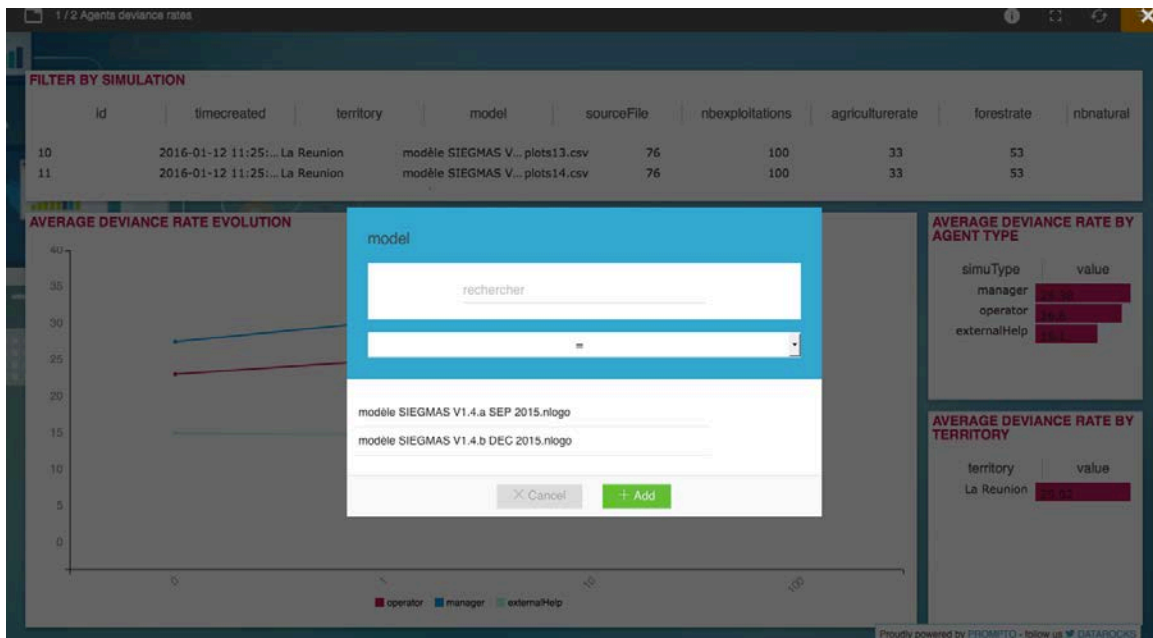 1 / 2 Agents deviance rates
FILTER BY SIMULATION
id timecreated territory model sourceFile nbexploitations agriculturerate forestrate nbnatural
10 2016-01-12 11:25:... La Reunion modèle SIEGMAS V... plots13.csv 76 100 33 53
11 2016-01-12 11:25:... La Reunion modèle SIEGMAS V... plots14.csv 76 100 33 53
AVERAGE DEVIANCE RATE EVOLUTION
40
35
30
25
20
15
10
5
0
0 1 10 100
operator manager externalHelp
model
rechercher
=
modèle SIEGMAS V1.4.a SEP 2015.nlogo
modèle SIEGMAS V1.4.b DEC 2015.nlogo
× Cancel + Add
AVERAGE DEVIANCE RATE BY
AGENT TYPE
simuType value
manager
operator
externalHelp
AVERAGE DEVIANCE RATE BY
TERRITORY
territory value
La Reunion
Proudly powered by PROMPTO - follow us DATAROCKS